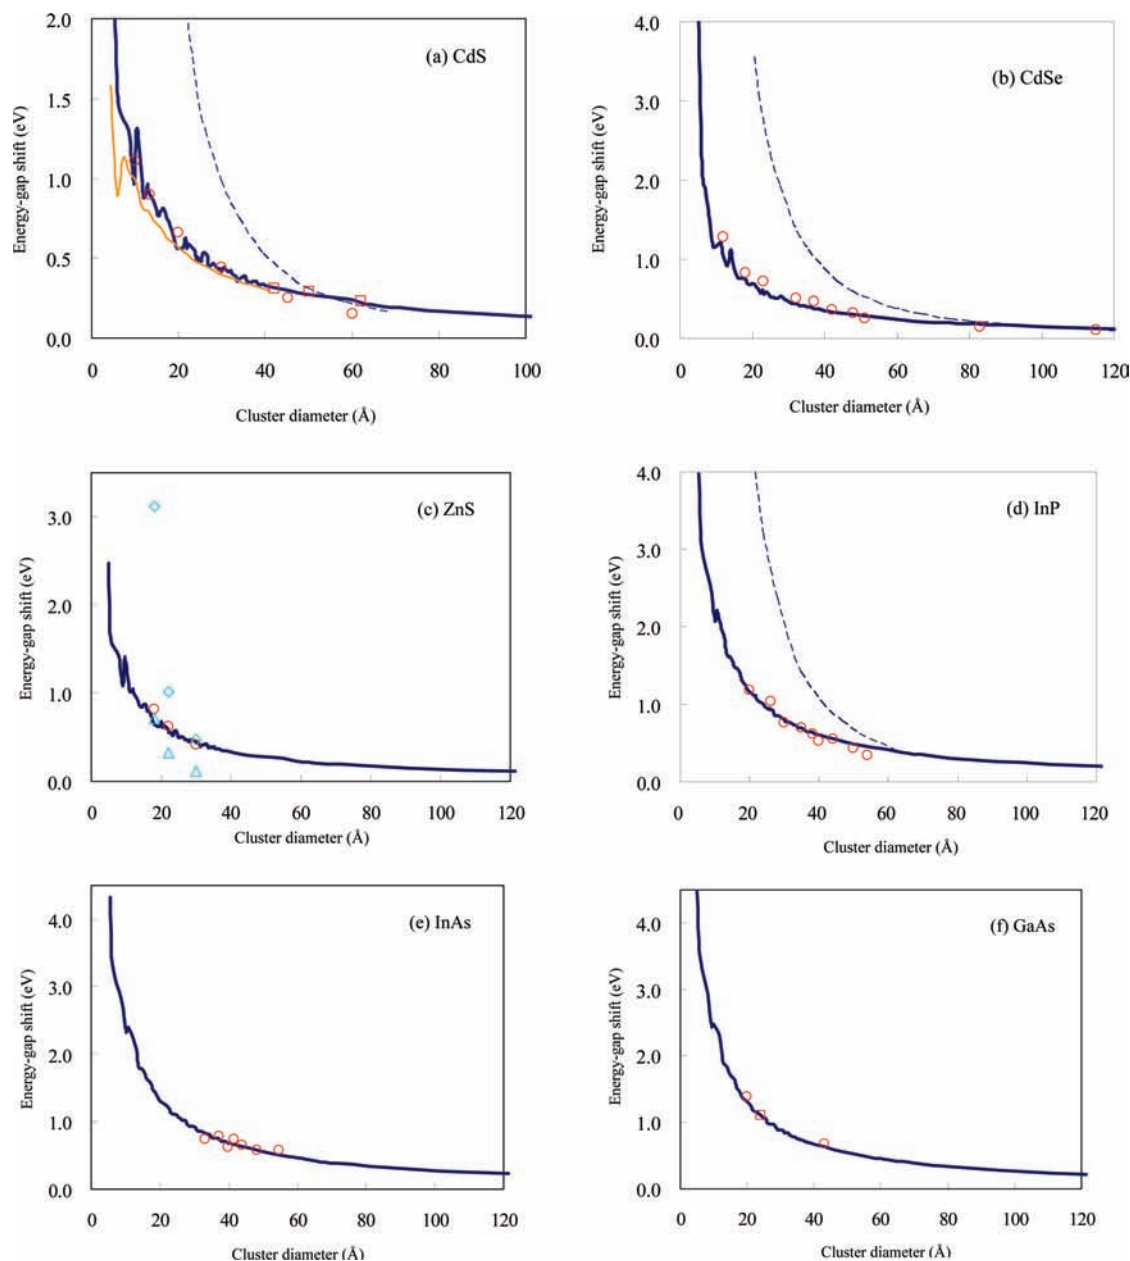 2.0
(a) CdS
1.5
1.0
0.5
0.0
0 20 40 60 80 100
Energy-gap shift (eV)
Cluster diameter (Å)
4.0
(b) CdSe
3.0
2.0
1.0
0.0
0 20 40 60 80 100 120
Energy-gap shift (eV)
Cluster diameter (Å)
(c) ZnS
3.0
2.0
1.0
0.0
0 20 40 60 80 100 120
Energy-gap shift (eV)
Cluster diameter (Å)
4.0
(d) InP
3.0
2.0
1.0
0.0
0 20 40 60 80 100 120
Energy-gap shift (eV)
Cluster diameter (Å)
(e) InAs
4.0
3.0
2.0
1.0
0.0
0 20 40 60 80 100 120
Energy-gap shift (eV)
Cluster diameter (Å)
(f) GaAs
4.0
3.0
2.0
1.0
0.0
0 20 40 60 80 100 120
Energy-gap shift (eV)
Cluster diameter (Å)